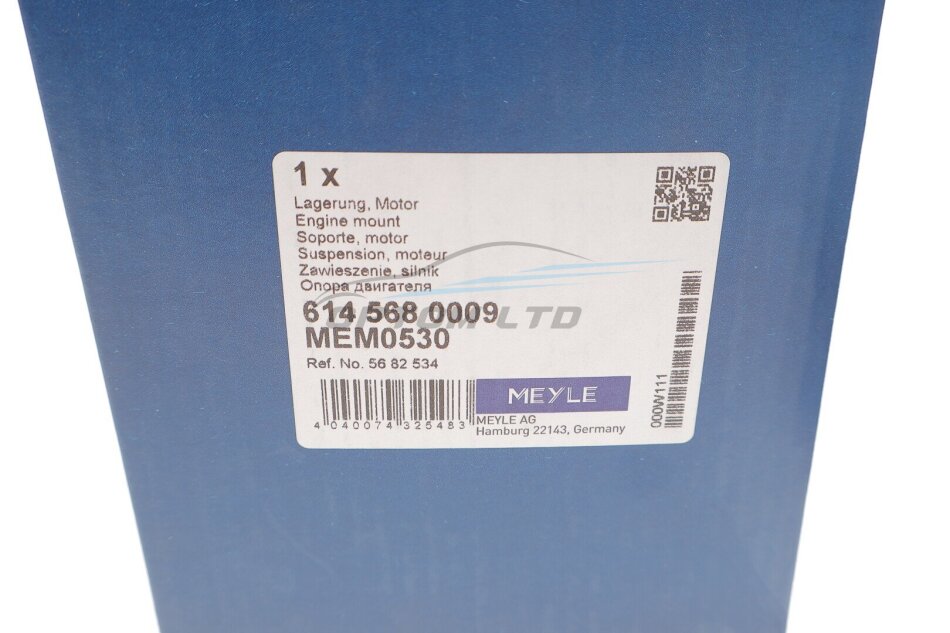 1 x
Lagerung, Motor
Engine mount
Soporte, motor
Suspension, moteur
Zawieszenie, silnik
Опора двигателя
614 568 0009
MEM0530
Ref. No. 56 82 534
4 040074 325483
MEYLE
MEYLE AG
Hamburg 22143, Germany
000W111
LTD